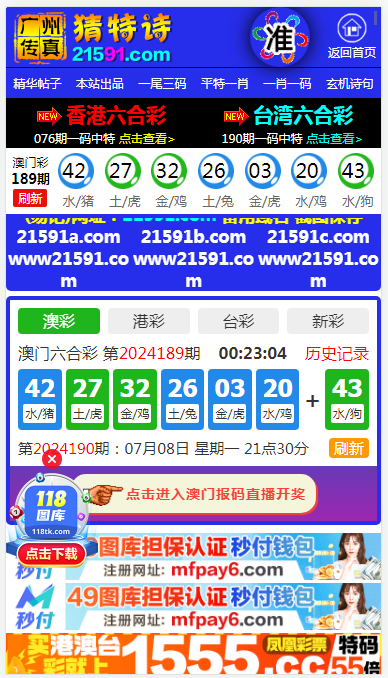 广州
传真
猜特诗
21591.com
准
返回首页
精华帖子 本站出品 一尾三码 平特一肖 一肖一码 玄机诗句
NEW 香港六合彩 NEW 台湾六合彩
076期一码中特 点击查看> 190期一码中特 点击查看>
澳门彩
189期
刷新
42 27 32 26 03 20 43
水/猪 土/虎 金/鸡 土/兔 金/虎 水/鸡 水/狗
21591a.com 21591b.com 21591c.com
www21591.com www21591.com www21591.com
澳彩 港彩 台彩 新彩
澳门六合彩 第2024189期 00:23:04 历史记录
42 27 32 26 03 20 + 43
水/猪 土/虎 金/鸡 土/兔 金/虎 水/鸡 水/狗
第2024190期：07月08日 星期一 21点30分 刷新
点击进入澳门报码直播开奖
118
图库
118tk.com
点击下载
图库担保认证 秒付钱包
秒付 注册网址: mfpay6.com
49图库担保认证 秒付钱包
秒付 注册网址: mfpay6.com
买港澳台
彩就上
1555.cc
凤凰彩票 特码
55倍